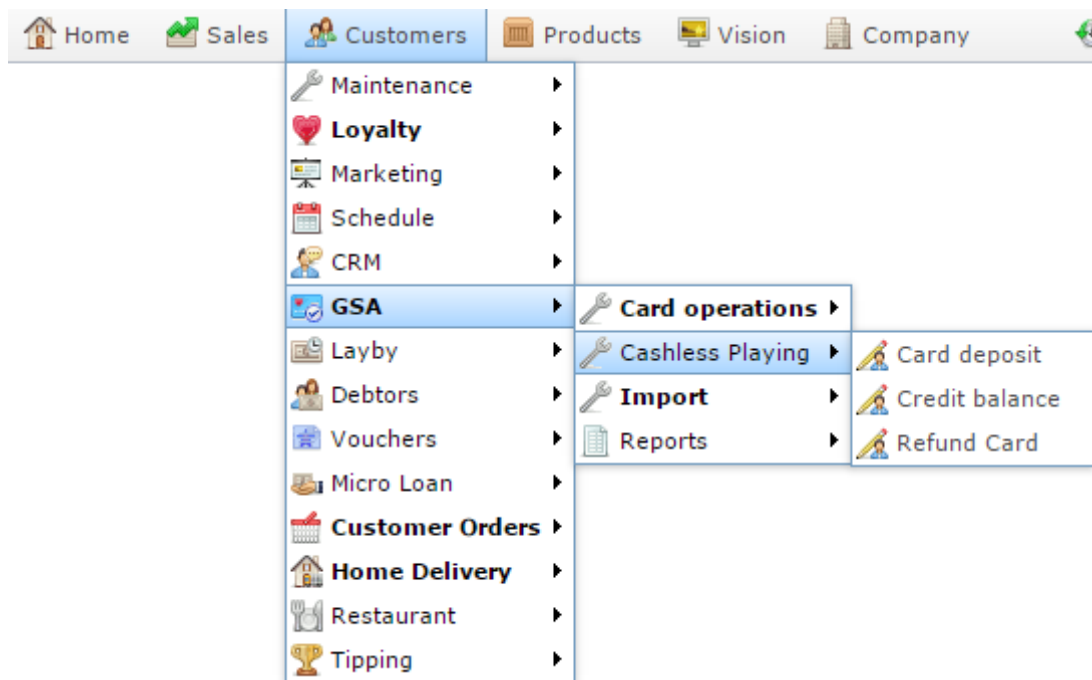 Home Sales Customers Products Vision Company
Maintenance
Loyalty
Marketing
Schedule
CRM
GSA
Layby
Debtors
Vouchers
Micro Loan
Customer Orders
Home Delivery
Restaurant
Tipping
Card operations
Cashless Playing
Import
Reports
Card deposit
Credit balance
Refund Card